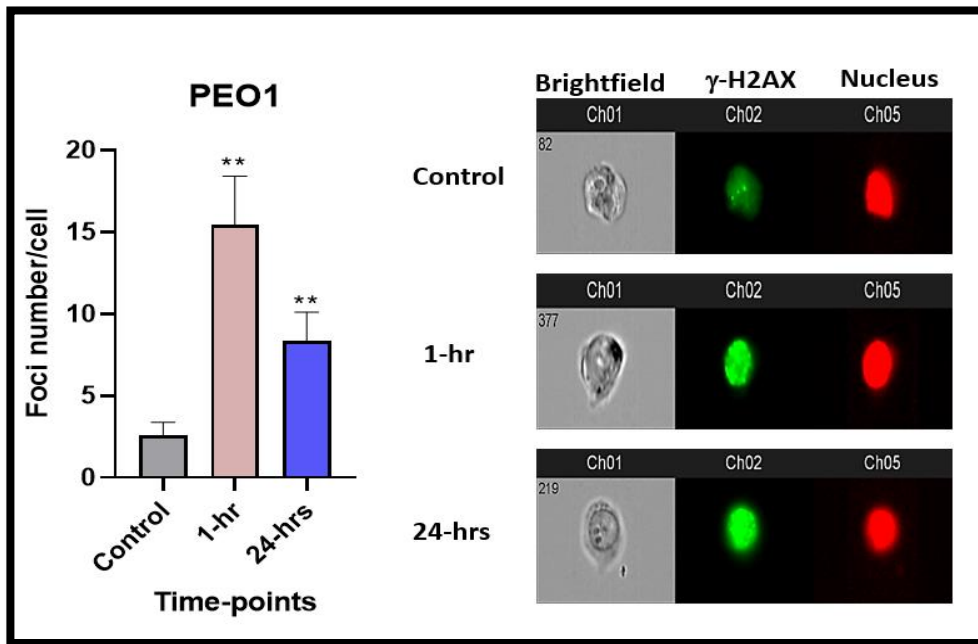 PEO1
Foci number/cell
20
15
10
5
0
**
**
Control
1-hr
24-hrs
Time-points
Brightfield
γ-H2AX
Nucleus
Control
Ch01
Ch02
Ch05
82
1-hr
Ch01
Ch02
Ch05
377
24-hrs
Ch01
Ch02
Ch05
219